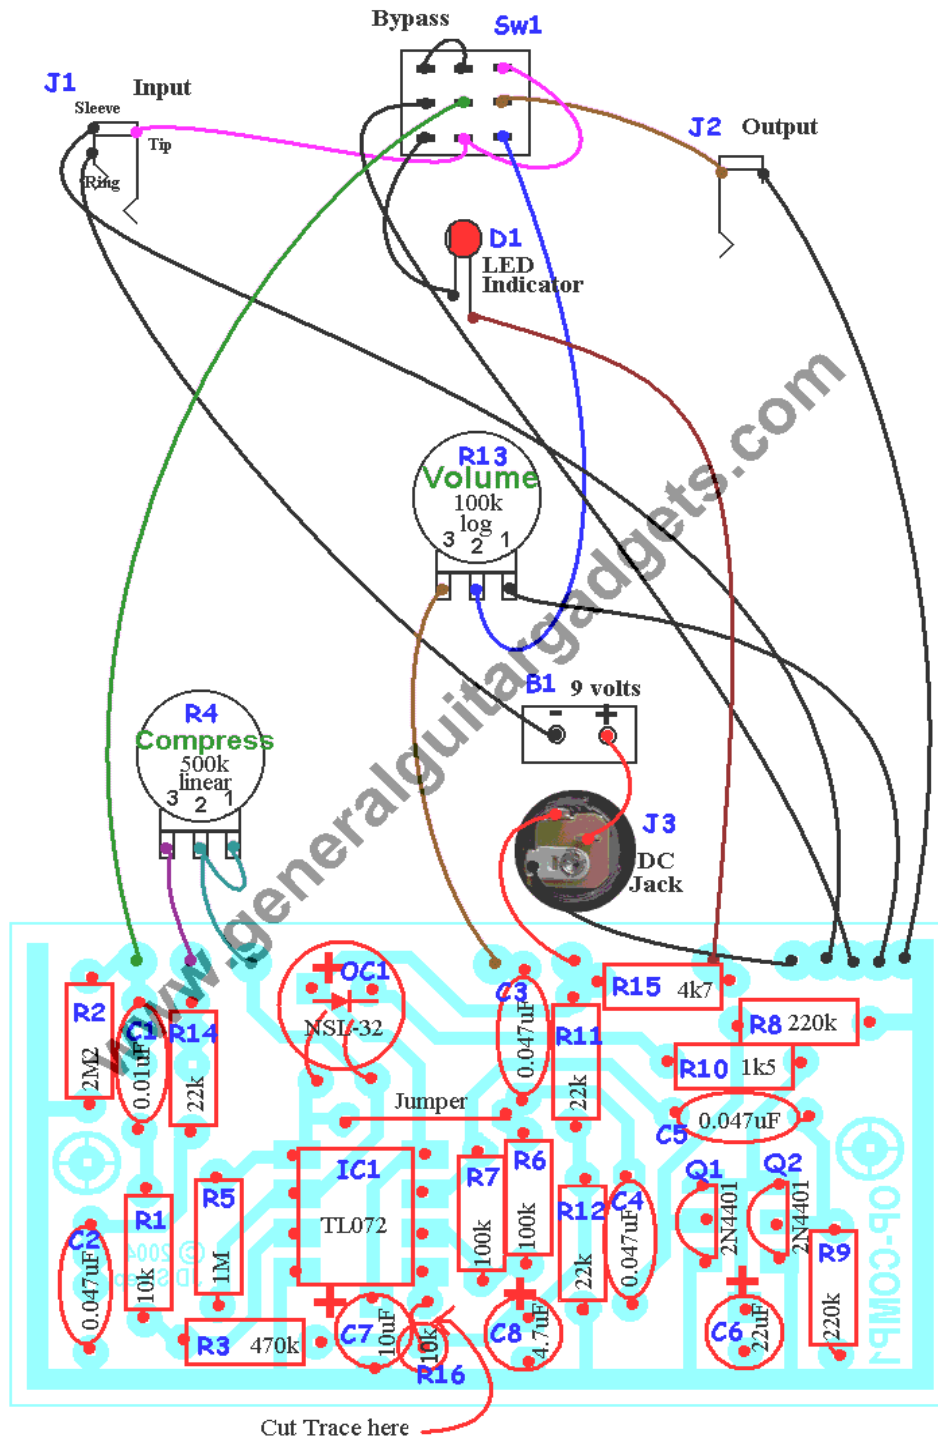 Bypass
Sw1
J1
Input
Sleeve
Tip
Ring
J2
Output
D1
LED
Indicator
R13
Volume
100k
log
3 2 1
B1
9 volts
- +
R4
Compress
500k
linear
3 2 1
J3
DC
Jack
www.generalguitargadgets.com
R2
2M2
C1
0.01uF
R14
22k
+
OC1
NSL-32
C3
0.047uF
R11
22k
R15
4k7
R8
220k
R10
1k5
C5
0.047uF
Jumper
IC1
TL072
R7
100k
R6
100k
R12
22k
C4
0.047uF
Q1
2N4401
Q2
2N4401
R9
220k
C2
0.047uF
R1
10k
R5
1M
© 2004
R3
470k
+
C7
10uF
10k
R16
+
C8
4.7uF
+
C6
22uF
OP-COMP1
Cut Trace here